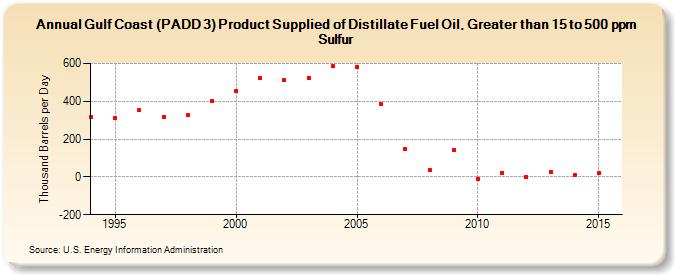 Annual Gulf Coast (PADD 3) Product Supplied of Distillate Fuel Oil, Greater than 15 to 500 ppm
Sulfur
Thousand Barrels per Day
600
400
200
0
-200
1995
2000
2005
2010
2015
Source: U.S. Energy Information Administration